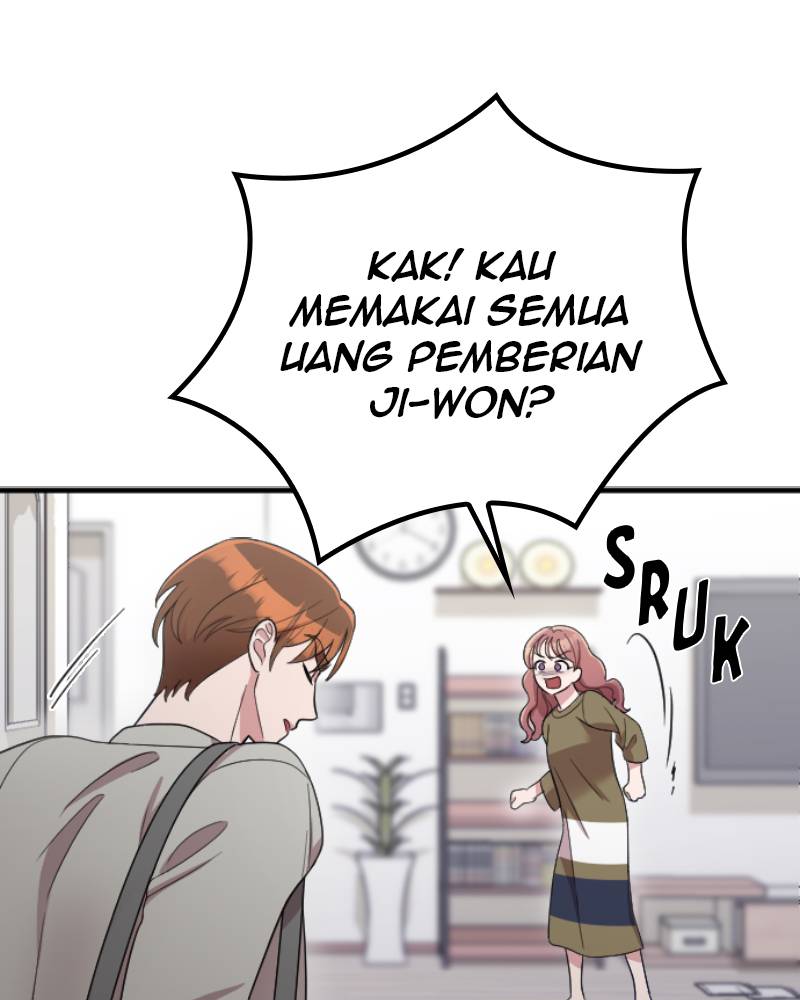 KAK! KAU
MEMAKAI SEMUA
UANG PEMBERIAN
JI-WON?
SRUK